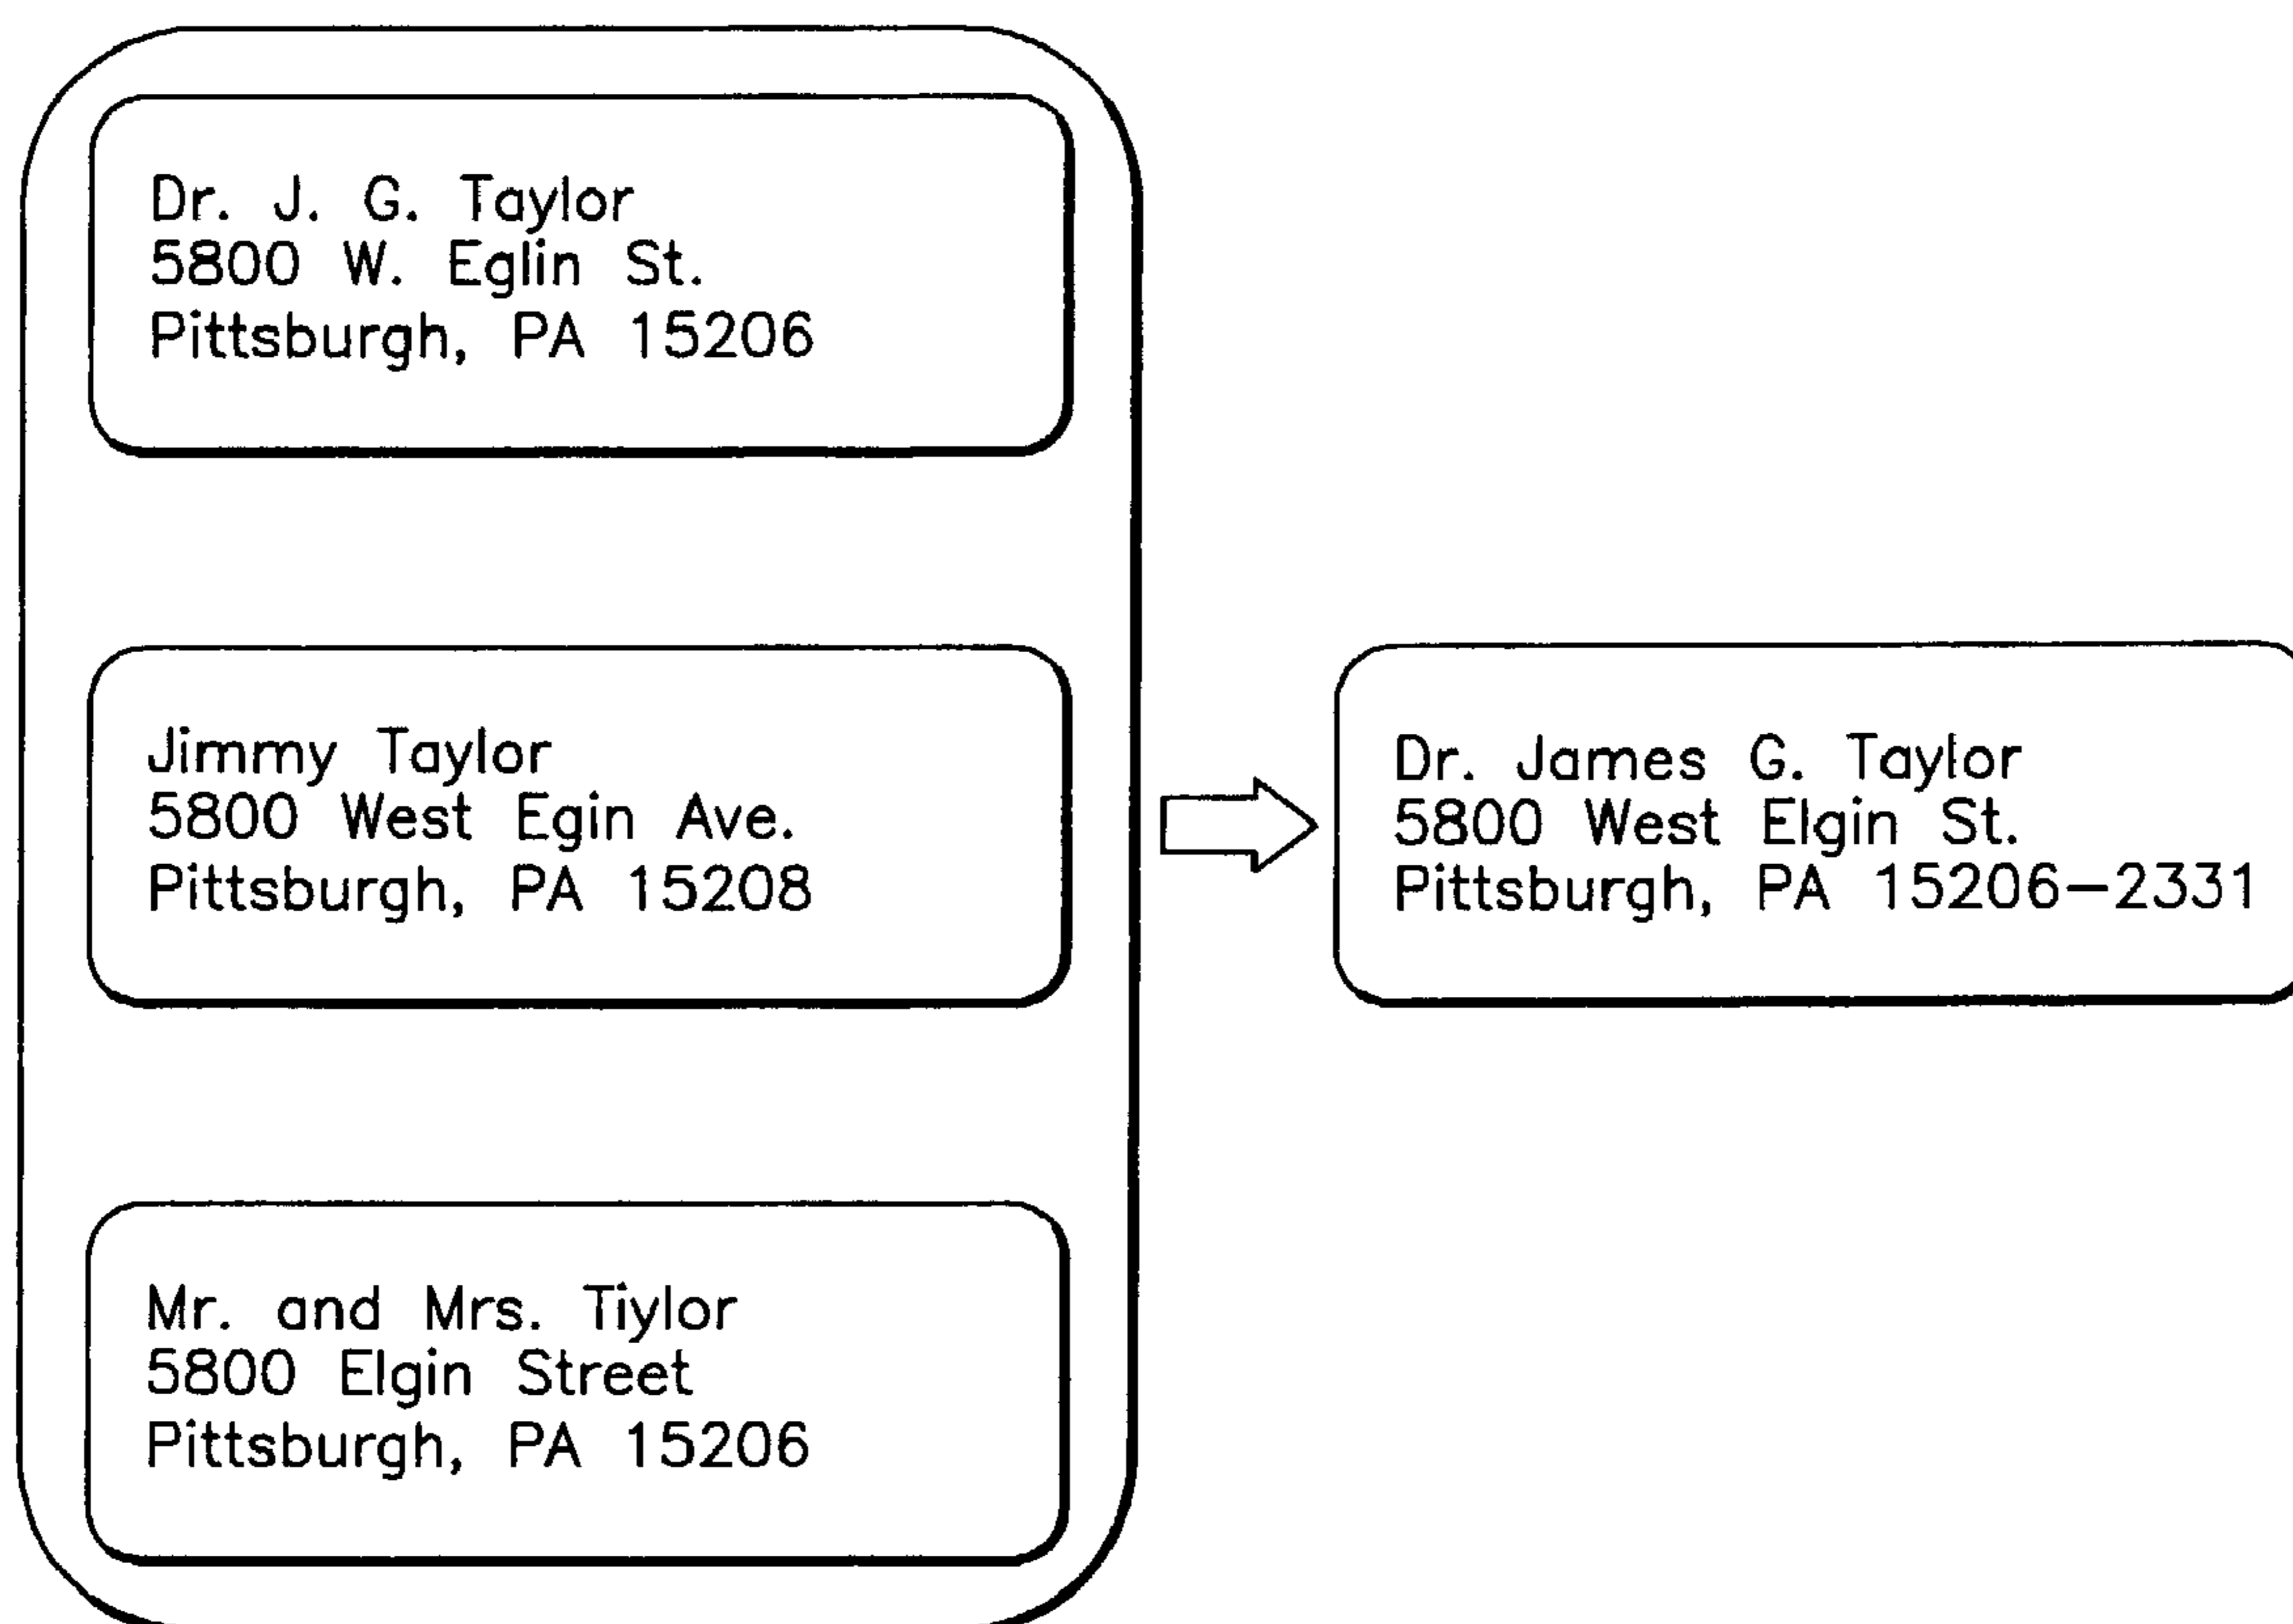 Dr. J. G. Taylor
5800 W. Eglin St.
Pittsburgh, PA 15206
Jimmy Taylor
5800 West Egin Ave.
Pittsburgh, PA 15208
Mr. and Mrs. Tiylor
5800 Elgin Street
Pittsburgh, PA 15206
Dr. James G. Taylor
5800 West Elgin St.
Pittsburgh, PA 15206-2331